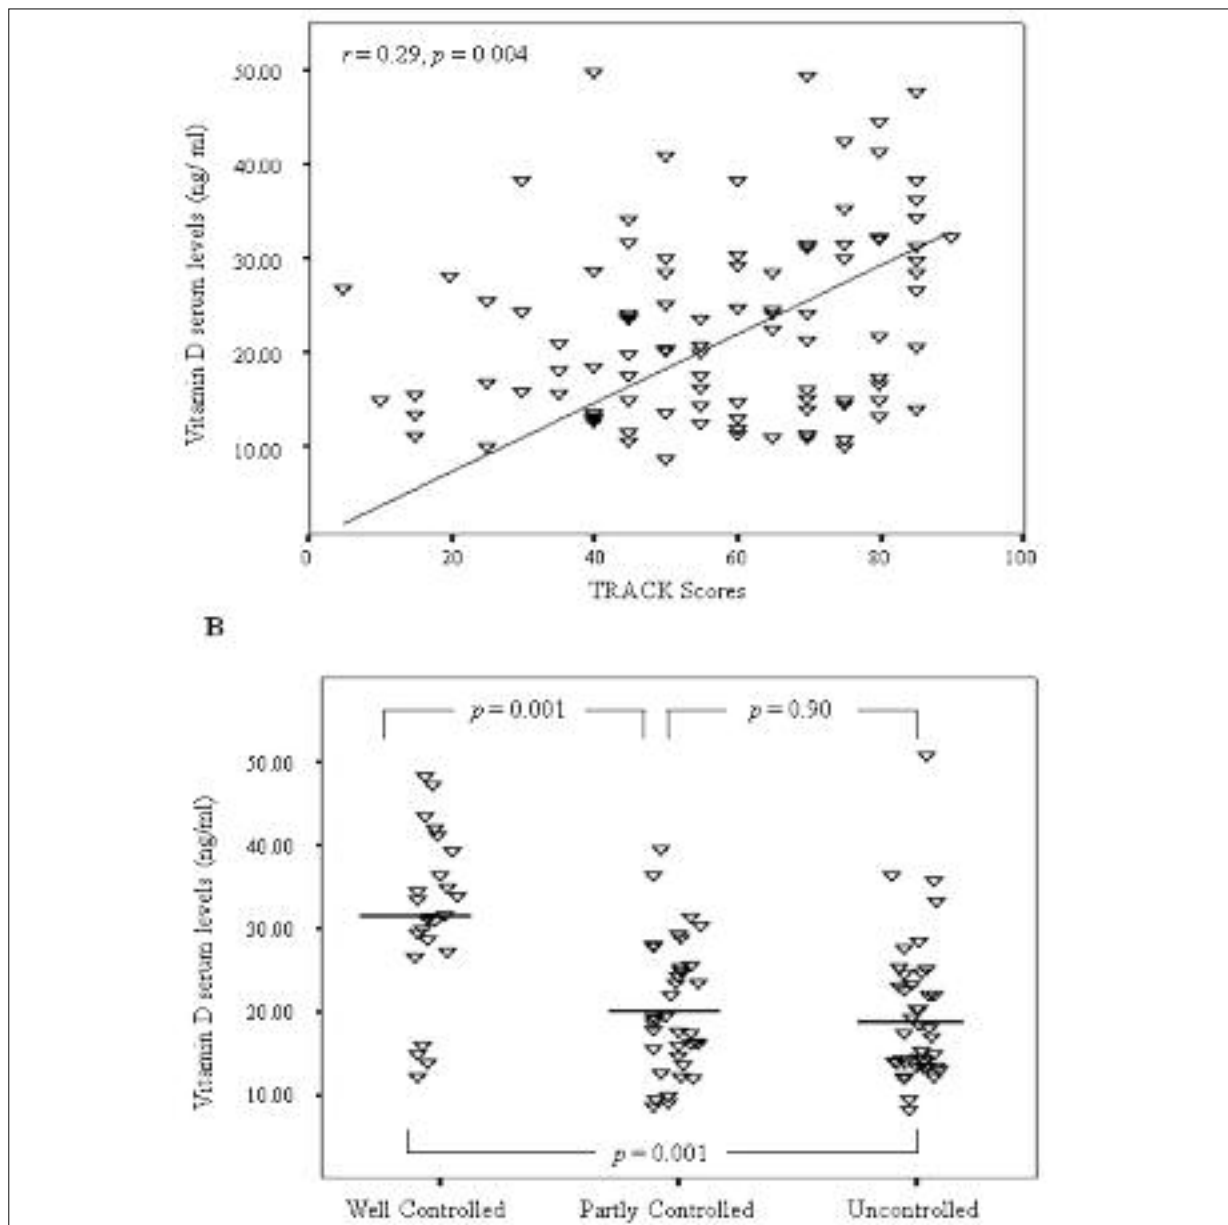 r = 0.29, p = 0.004
50.00
40.00
30.00
20.00
10.00
Vitamin D serum levels (ng/ ml)
0 20 40 60 80 100
TRACK Scores
B
p = 0.001 p = 0.90
50.00
40.00
30.00
20.00
10.00
Vitamin D serum levels (ng/ml)
p = 0.001
Well Controlled Partly Controlled Uncontrolled